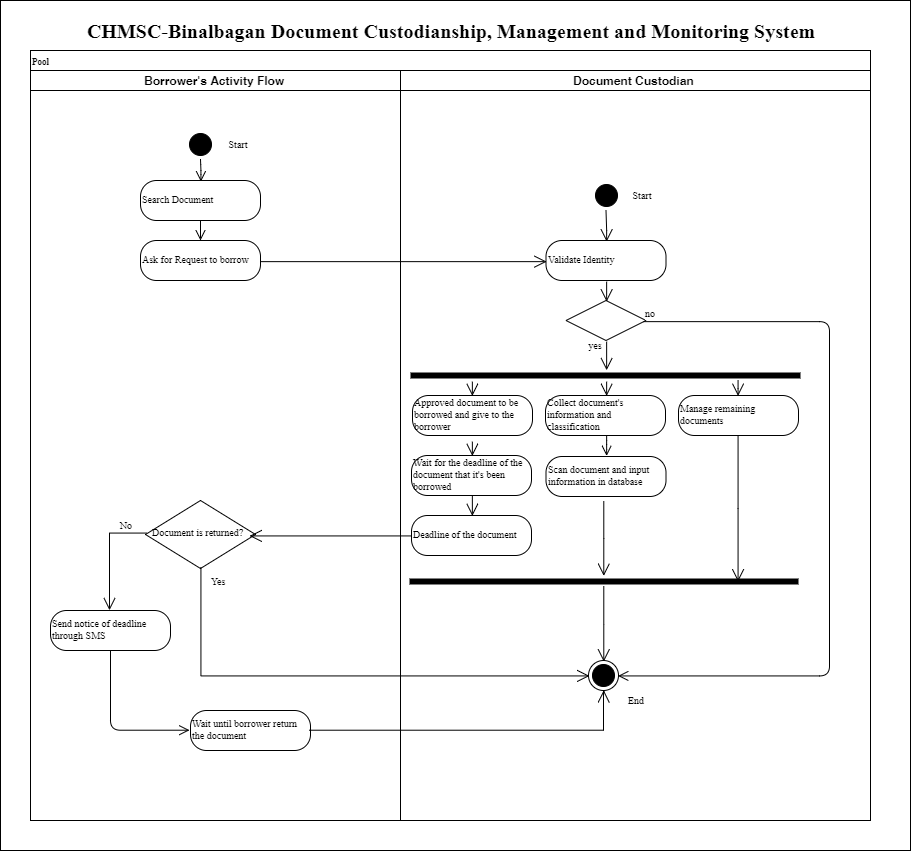 CHMSC-Binalbagan Document Custodianship, Management and Monitoring System
Pool
Borrower's Activity Flow
Document Custodian
Start
Search Document
Start
Ask for Request to borrow
Validate Identity
no
yes
Approved document to be
borrowed and give to the
borrower
Collect document's
information and
classification
Manage remaining
documents
Wait for the deadline of the
document that it's been
borrowed
Scan document and input
information in database
No
Document is returned?
Deadline of the document
Yes
Send notice of deadline
through SMS
End
Wait until borrower return
the document